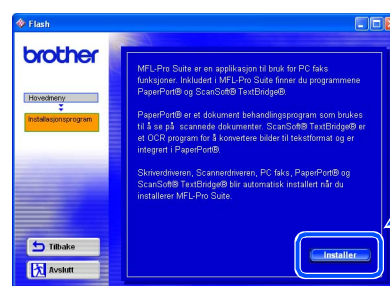 Flash
brother
Hovedmeny
Installasjonsprogram
MFL-Pro Suite er en applikasjon til bruk for PC faks
funksjoner. Inkludert i MFL-Pro Suite finner du programmene
PaperPort® og ScanSoft® TextBridge®.
PaperPort® er et dokument behandlingsprogram som brukes
til å se på scannede dokumenter. ScanSoft® TextBridge® er
et OCR program for å konvertere bilder til tekstformat og er
integrert i PaperPort®.
Skriverdriveren, Scannerdriveren, PC faks, PaperPort® og
ScanSoft® TextBridge® blir automatisk installert når du
installerer MFL-Pro Suite.
Tilbake
Avslutt
Installer